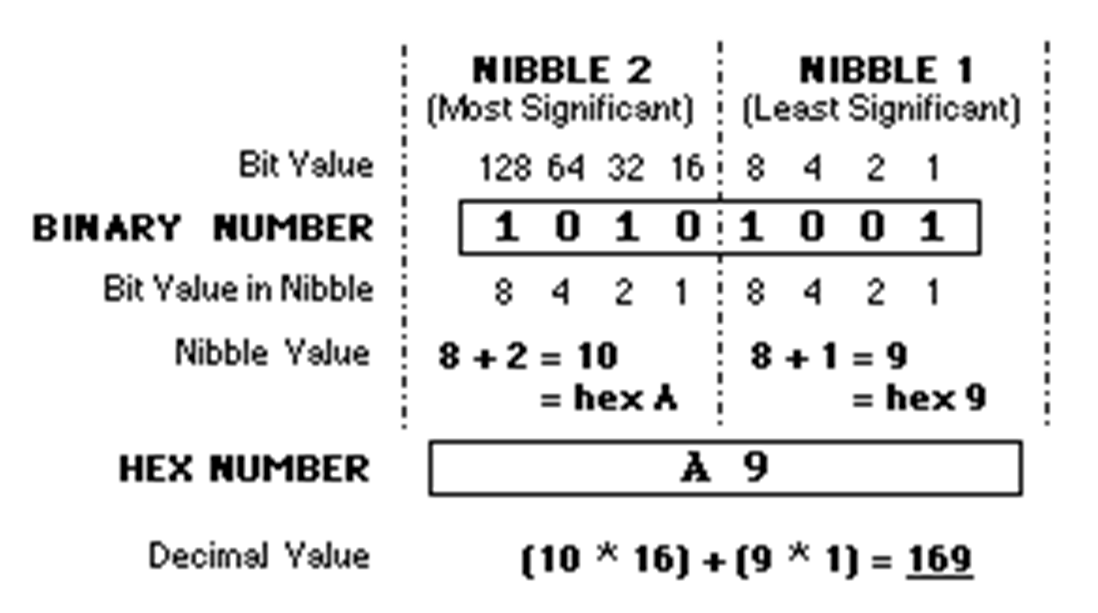 NIBBLE 2 NIBBLE 1
(Most Significant) (Least Significant)
Bit Value 128 64 32 16 8 4 2 1
BINARY NUMBER 1 0 1 0 1 0 0 1
Bit Value in Nibble 8 4 2 1 8 4 2 1
Nibble Value 8 + 2 = 10 8 + 1 = 9
= hex A = hex 9
HEX NUMBER A 9
Decimal Value (10 * 16) + (9 * 1) = 169